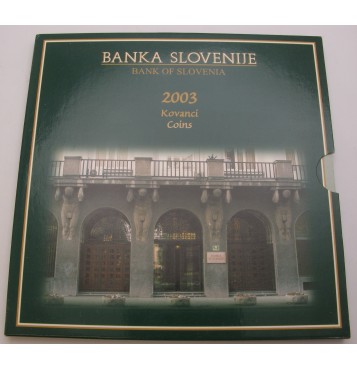 BANKA SLOVENIJE
BANK OF SLOVENIA
2003
Kovanci
Coins